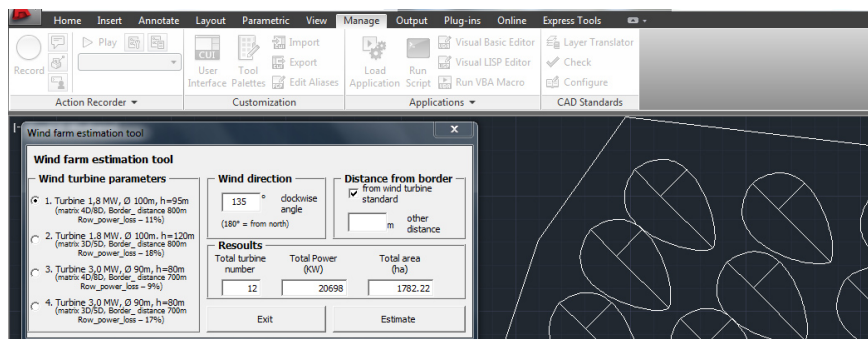 Home Insert Annotate Layout Parametric View Manage Output Plug-ins Online Express Tools
Play
Record
CUI
User Interface
Tool Palettes
Import
Export
Edit Aliases
Load Application
Run Script
Visual Basic Editor
Visual LISP Editor
Run VBA Macro
Layer Translator
Check
Configure
Action Recorder
Customization
Applications
CAD Standards
Wind farm estimation tool
x
Wind farm estimation tool
Wind turbine parameters
1. Turbine 1,8 MW, Ø 100m, h=95m
(matrix 4D/8D, Border_ distance 800m
Row_power_loss – 11%)
2. Turbine 1.8 MW. Ø 100m. h=120m
(matrix 3D/5D, Border_ distance 800m
Row_power_loss – 18%)
3. Turbine 3,0 MW, Ø 90m, h=80m
(matrix 4D/8D, Border_ distance 700m
Row_power_loss – 9%)
4. Turbine 3,0 MW, Ø 90m, h=80m
(matrix 3D/5D, Border_ distance 700m
Row_power_loss – 17%)
Wind direction
135 ° clockwise
angle
(180° = from north)
Distance from border
from wind turbine
standard
m other
distance
Ressults
Total turbine
number
Total Power
(KW)
Total area
(ha)
12 20698 1782.22
Exit Estimate